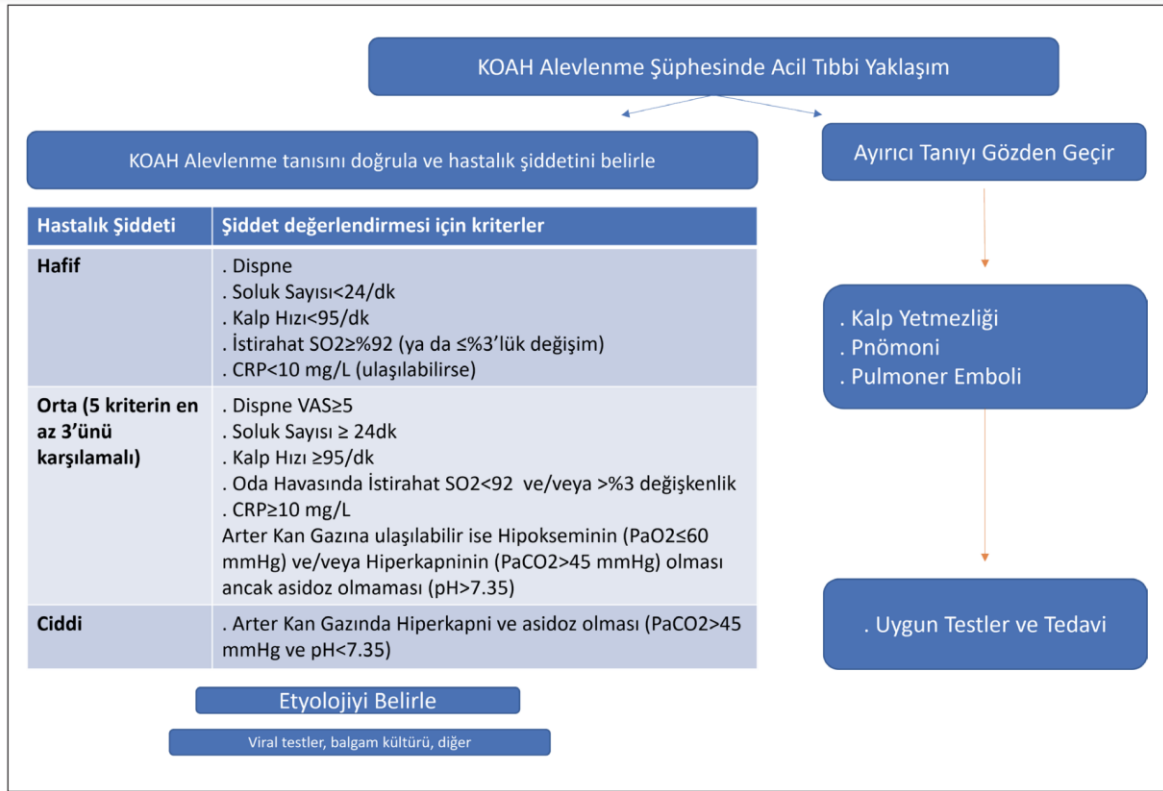 KOAH Alevlenme Şüphesinde Acil Tıbbi Yaklaşım
KOAH Alevlenme tanısını doğrula ve hastalık şiddetini belirle
Ayırıcı Tanıyı Gözden Geçir
Hastalık Şiddeti
Şiddet değerlendirmesi için kriterler
Hafif
. Dispne
. Soluk Sayısı<24/dk
. Kalp Hızı<95/dk
. İstirahat SO2≥%92 (ya da ≤%3'lük değişim)
. CRP<10 mg/L (ulaşılabilirse)
Orta (5 kriterin en
az 3'ünü
karşılamalı)
. Dispne VAS≥5
. Soluk Sayısı ≥ 24dk
. Kalp Hızı ≥95/dk
. Oda Havasında İstirahat SO2<92 ve/veya >%3 değişkenlik
. CRP≥10 mg/L
Arter Kan Gazına ulaşılabilir ise Hipokseminin (PaO2≤60
mmHg) ve/veya Hiperkapninin (PaCO2>45 mmHg) olması
ancak asidoz olmaması (pH>7.35)
Ciddi
. Arter Kan Gazında Hiperkapni ve asidoz olması (PaCO2>45
mmHg ve pH<7.35)
Etyolojiyi Belirle
Viral testler, balgam kültürü, diğer
. Kalp Yetmezliği
. Pnömoni
. Pulmoner Emboli
. Uygun Testler ve Tedavi